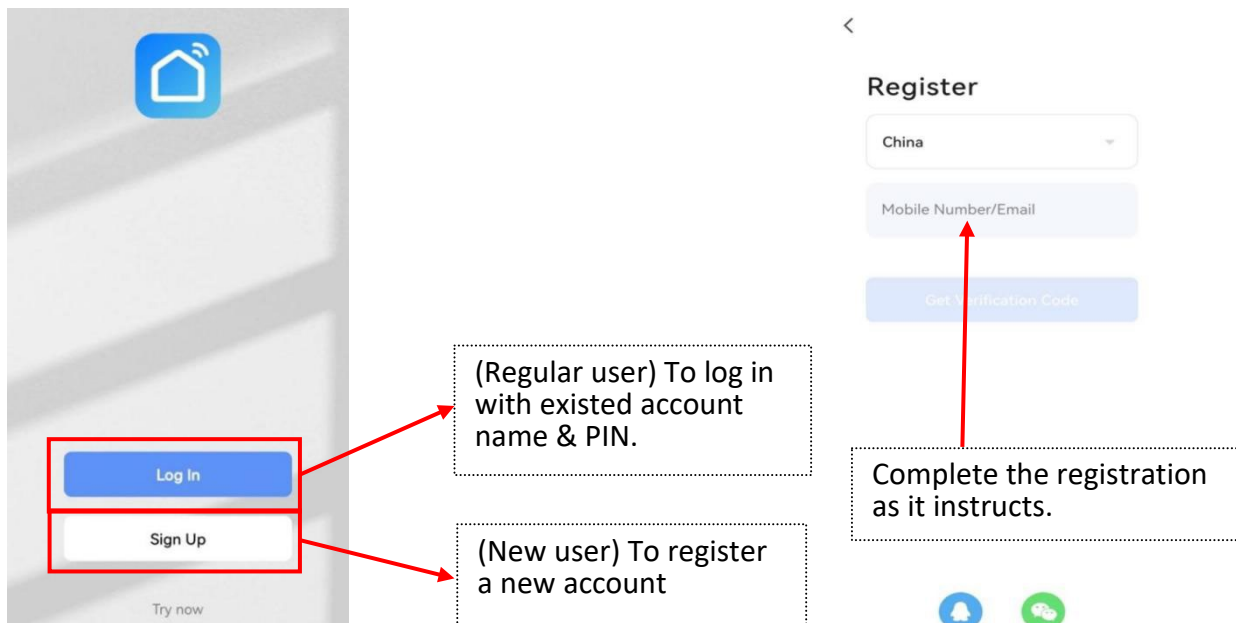 Log In
Sign Up
Try now
(Regular user) To log in
with existed account
name & PIN.
(New user) To register
a new account
Register
China
Mobile Number/Email
Get Verification Code
Complete the registration
as it instructs.